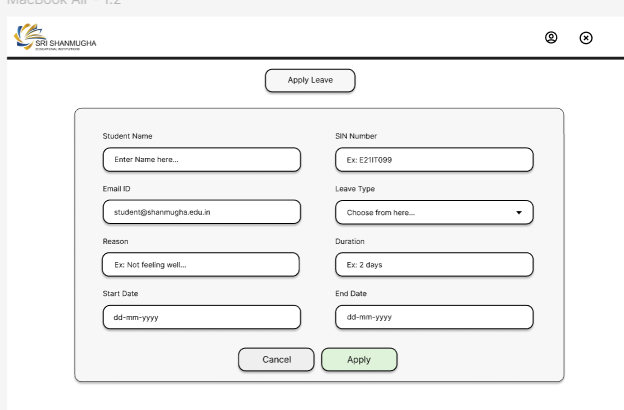 MacBook Air - 1.2
SRI SHANMUGHA
EDUCATIONAL INSTITUTIONS
Apply Leave
Student Name
SIN Number
Enter Name here...
Ex: E21IT099
Email ID
Leave Type
student@shanmugha.edu.in
Choose from here...
Reason
Duration
Ex: Not feeling well...
Ex: 2 days
Start Date
End Date
dd-mm-yyyy
dd-mm-yyyy
Cancel
Apply